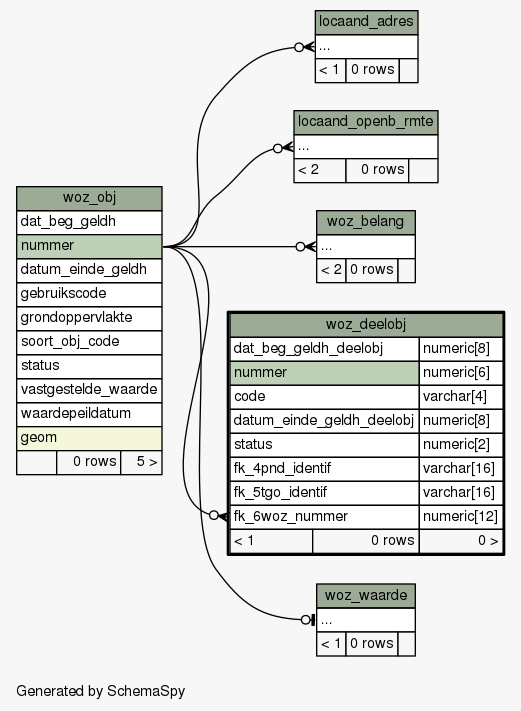 locaand_adres
...
< 1 0 rows
locaand_openb_rmte
...
< 2 0 rows
woz_obj
dat_beg_geldh
nummer
datum_einde_geldh
gebruikscode
grondoppervlakte
soort_obj_code
status
vastgestelde_waarde
waardepeildatum
geom
0 rows 5 >
woz_belang
...
< 2 0 rows
woz_deelobj
dat_beg_geldh_deelobj numeric[8]
nummer numeric[6]
code varchar[4]
datum_einde_geldh_deelobj numeric[8]
status numeric[2]
fk_4pnd_identif varchar[16]
fk_5tgo_identif varchar[16]
fk_6woz_nummer numeric[12]
< 1 0 rows 0 >
woz_waarde
...
< 1 0 rows
Generated by SchemaSpy